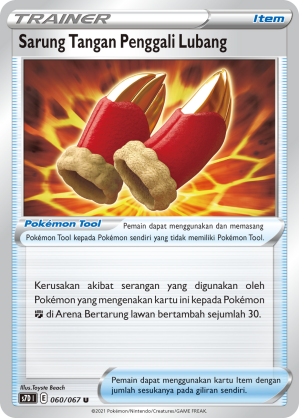 TRAINER Item
Sarung Tangan Penggali Lubang
Pokémon Tool Pemain dapat menggunakan dan memasang
Pokémon Tool kepada Pokémon sendiri yang tidak memiliki Pokémon Tool.
Kerusakan akibat serangan yang digunakan oleh
Pokémon yang mengenakan kartu ini kepada Pokémon
di Arena Bertarung lawan bertambah sejumlah 30.
Illus.Toyste Beach
S7D I E 060/067 U
Pemain dapat menggunakan kartu Item dengan
jumlah berapa pun pada giliran sendiri.
©2021 Pokémon/Nintendo/Creatures/GAME FREAK.